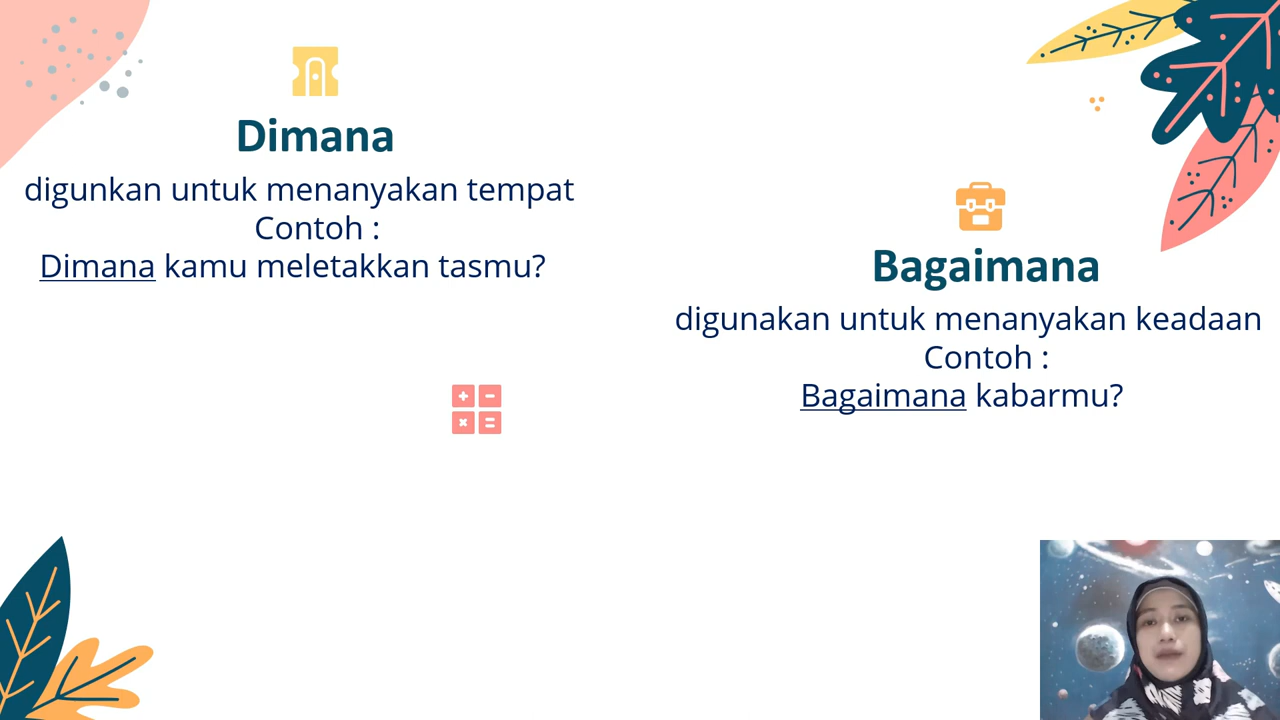 Dimana
digunkan untuk menanyakan tempat
Contoh :
Dimana kamu meletakkan tasmu?
Bagaimana
digunakan untuk menanyakan keadaan
Contoh :
Bagaimana kabarmu?